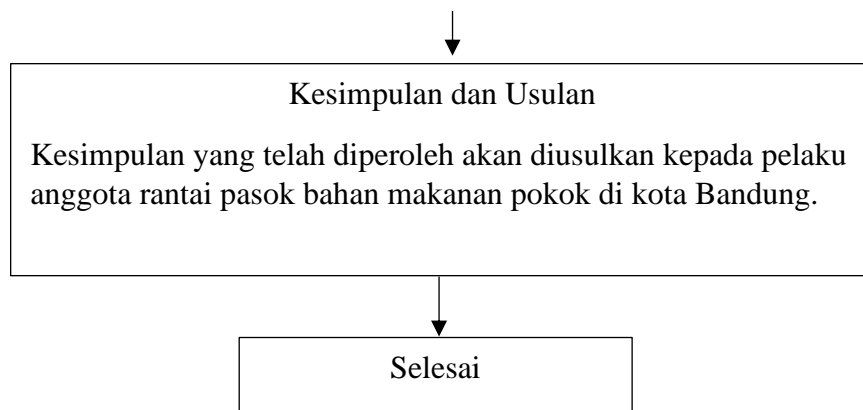 Kesimpulan dan Usulan
Kesimpulan yang telah diperoleh akan diusulkan kepada pelaku
anggota rantai pasok bahan makanan pokok di kota Bandung.
Selesai